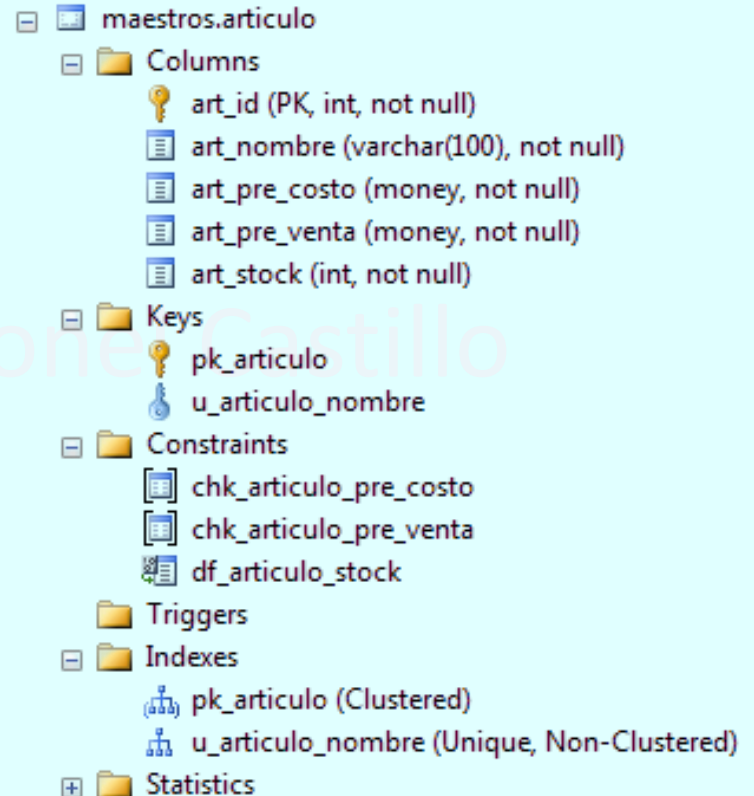 maestros.articulo
Columns
art_id (PK, int, not null)
art_nombre (varchar(100), not null)
art_pre_costo (money, not null)
art_pre_venta (money, not null)
art_stock (int, not null)
Keys
onel Castillo
pk_articulo
u_articulo_nombre
Constraints
chk_articulo_pre_costo
chk_articulo_pre_venta
df_articulo_stock
Triggers
Indexes
pk_articulo (Clustered)
u_articulo_nombre (Unique, Non-Clustered)
Statistics